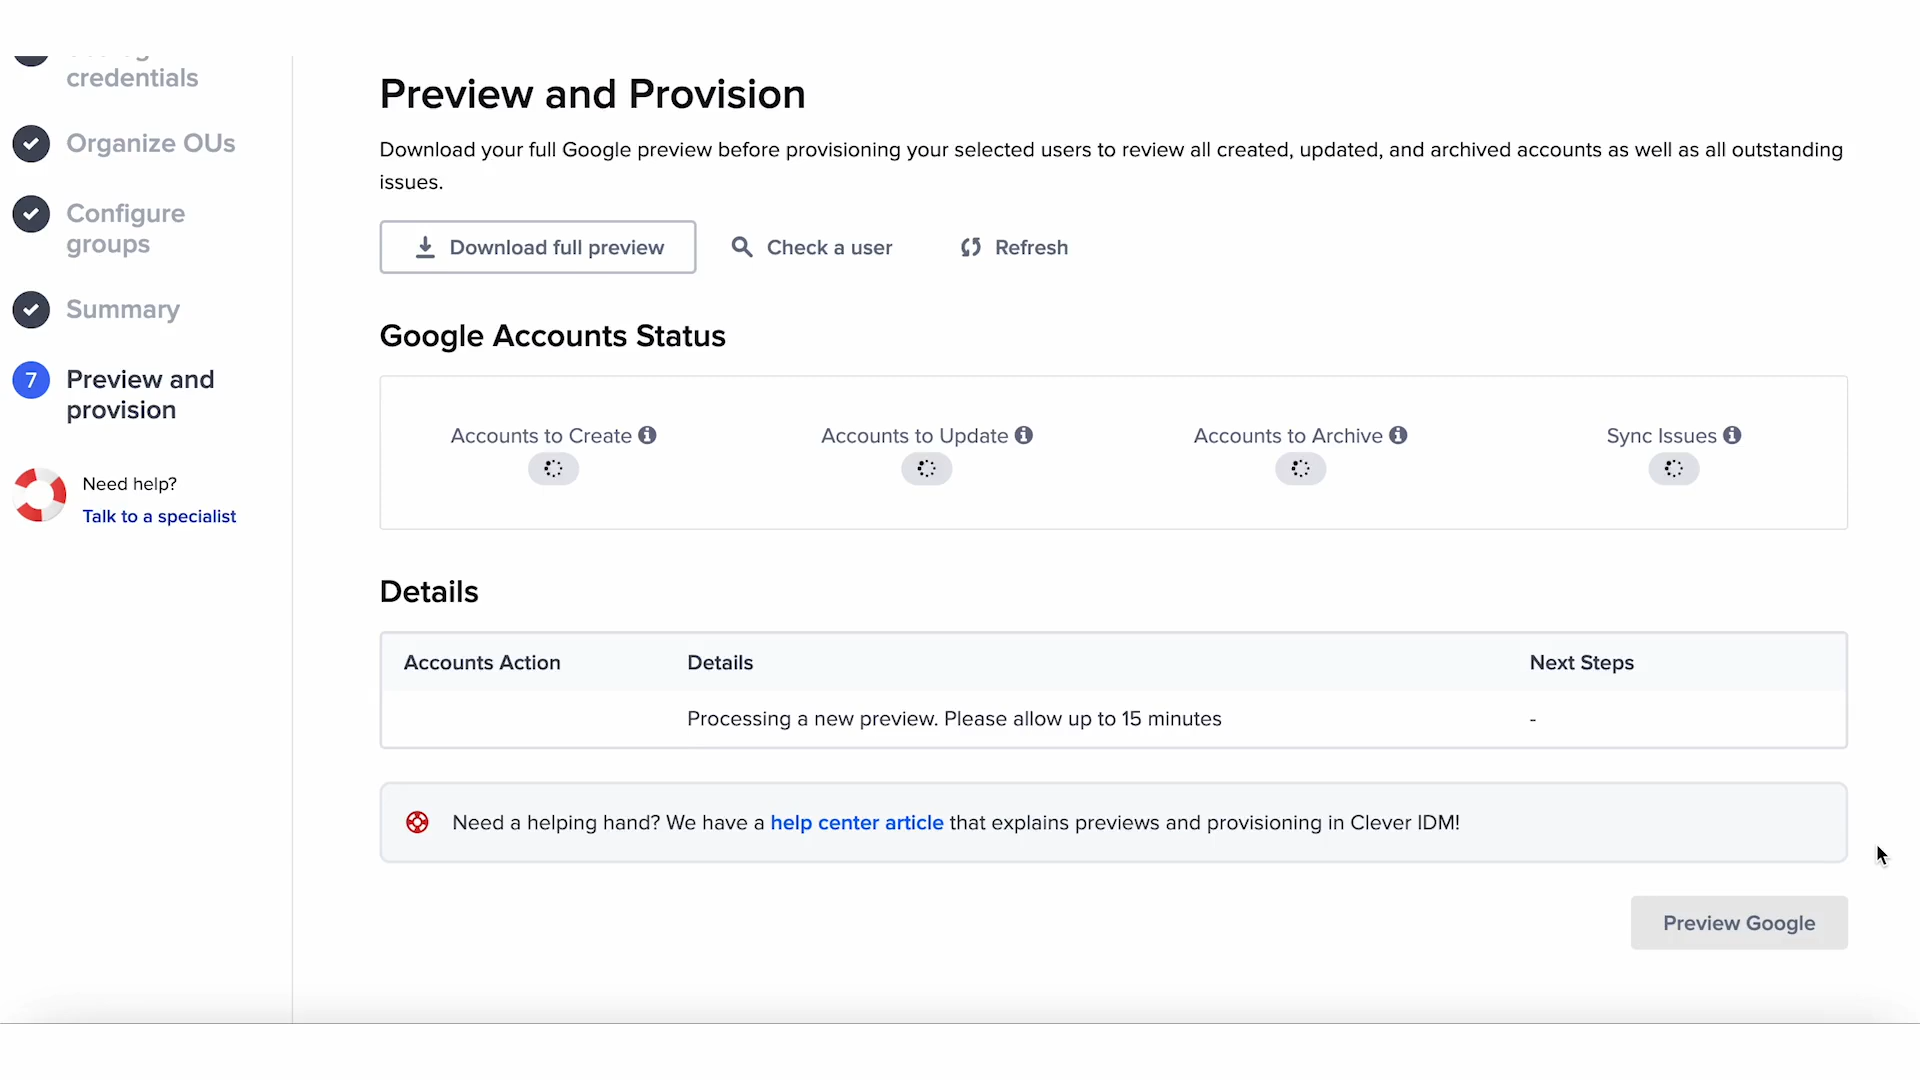 credentials
Organize OUs
Configure
groups
Summary
7
Preview and
provision
Need help?
Talk to a specialist
Preview and Provision
Download your full Google preview before provisioning your selected users to review all created, updated, and archived accounts as well as all outstanding
issues.
Download full preview
Check a user
Refresh
Google Accounts Status
Accounts to Create
Accounts to Update
Accounts to Archive
Sync Issues
Details
Accounts Action
Details
Next Steps
Processing a new preview. Please allow up to 15 minutes
-
Need a helping hand? We have a help center article that explains previews and provisioning in Clever IDM!
Preview Google